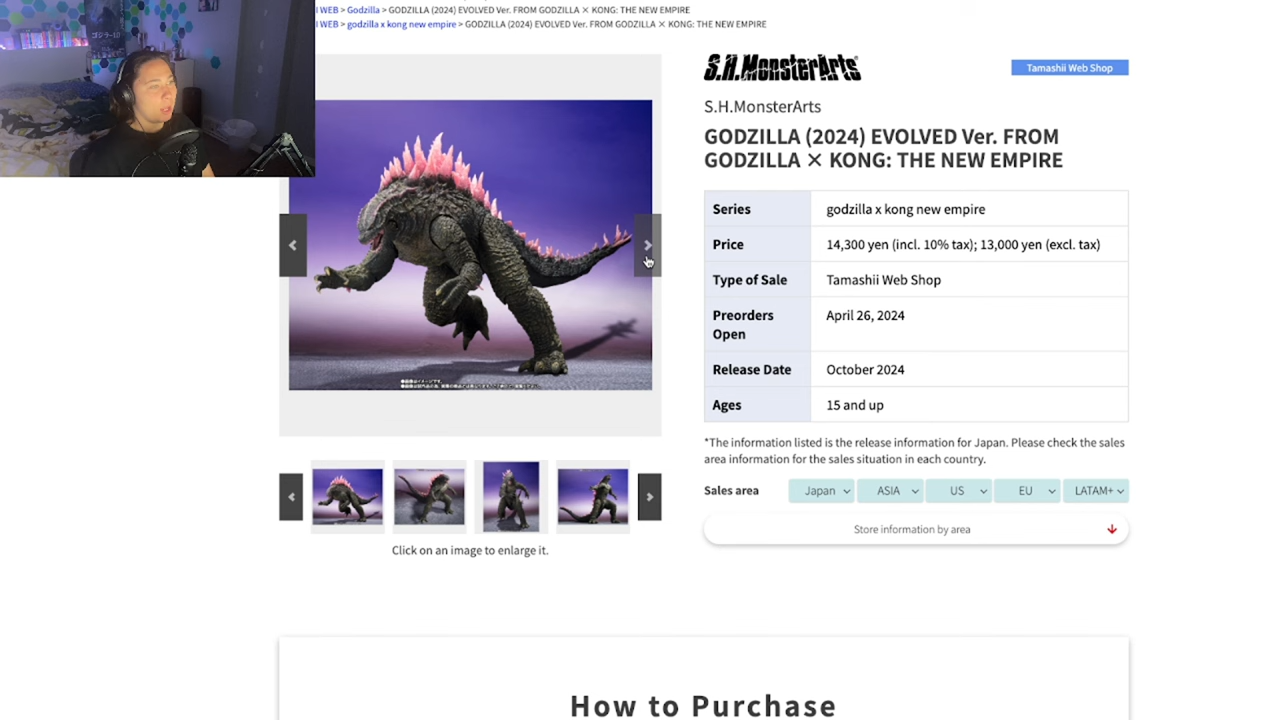 I WEB > Godzilla > GODZILLA (2024) EVOLVED Ver. FROM GODZILLA × KONG: THE NEW EMPIRE
I WEB > godzilla x kong new empire > GODZILLA (2024) EVOLVED Ver. FROM GODZILLA × KONG: THE NEW EMPIRE
S.H.MonsterArts
Tamashii Web Shop
S.H.MonsterArts
GODZILLA (2024) EVOLVED Ver. FROM
GODZILLA × KONG: THE NEW EMPIRE
Series godzilla x kong new empire
Price 14,300 yen (incl. 10% tax); 13,000 yen (excl. tax)
Type of Sale Tamashii Web Shop
Preorders Open April 26, 2024
Release Date October 2024
Ages 15 and up
*The information listed is the release information for Japan. Please check the sales
area information for the sales situation in each country.
Sales area Japan ASIA US EU LATAM+
Store information by area
Click on an image to enlarge it.
How to Purchase